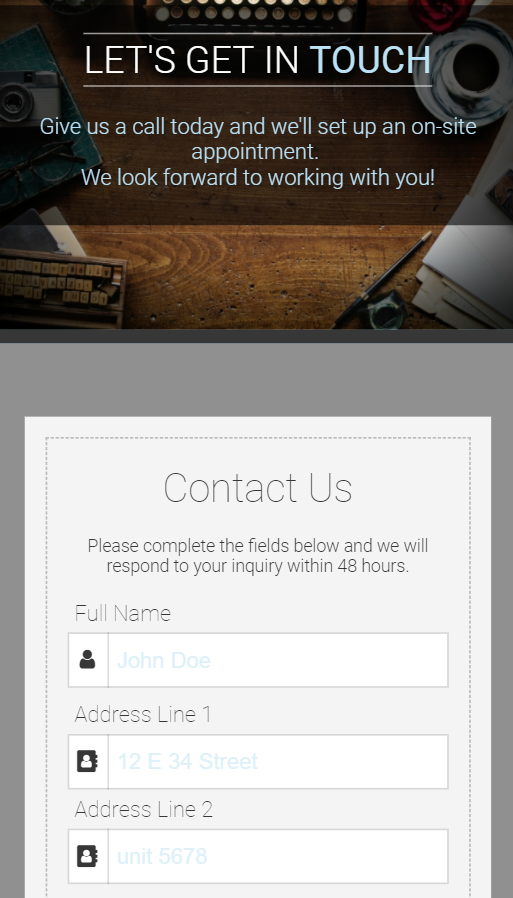 LET'S GET IN TOUCH
Give us a call today and we'll set up an on-site
appointment.
We look forward to working with you!
Contact Us
Please complete the fields below and we will
respond to your inquiry within 48 hours.
Full Name
John Doe
Address Line 1
12 E 34 Street
Address Line 2
unit 5678